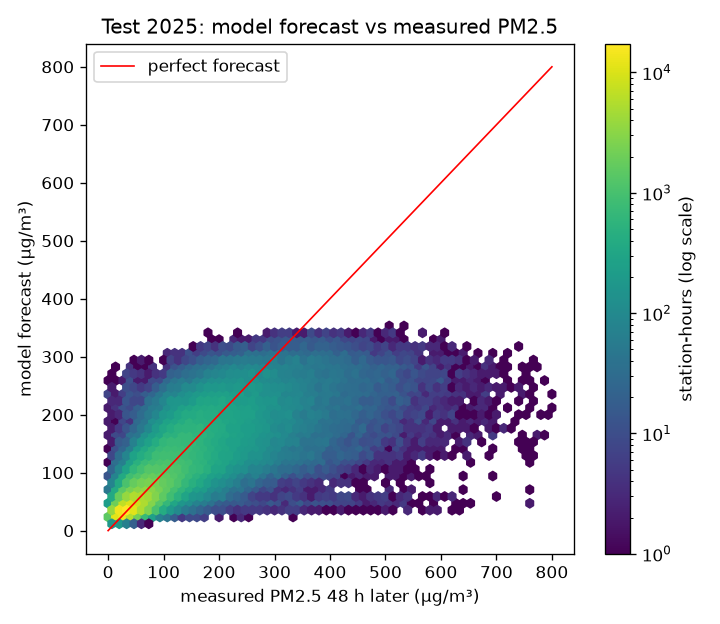 Test 2025: model forecast vs measured PM2.5
perfect forecast
800
700
600
500
400
300
200
100
0
model forecast (µg/m³)
0 100 200 300 400 500 600 700 800
measured PM2.5 48 h later (µg/m³)
10⁴
10³
10²
10¹
10⁰
station-hours (log scale)